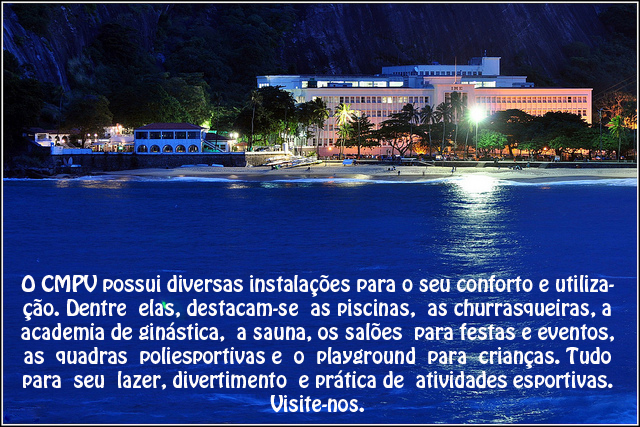 O CMPV possui diversas instalações para o seu conforto e utiliza-
ção. Dentre elas, destacam-se as piscinas, as churrasqueiras, a
academia de ginástica, a sauna, os salões para festas e eventos,
as quadras poliesportivas e o playground para crianças. Tudo
para seu lazer, divertimento e prática de atividades esportivas.
Visite-nos.